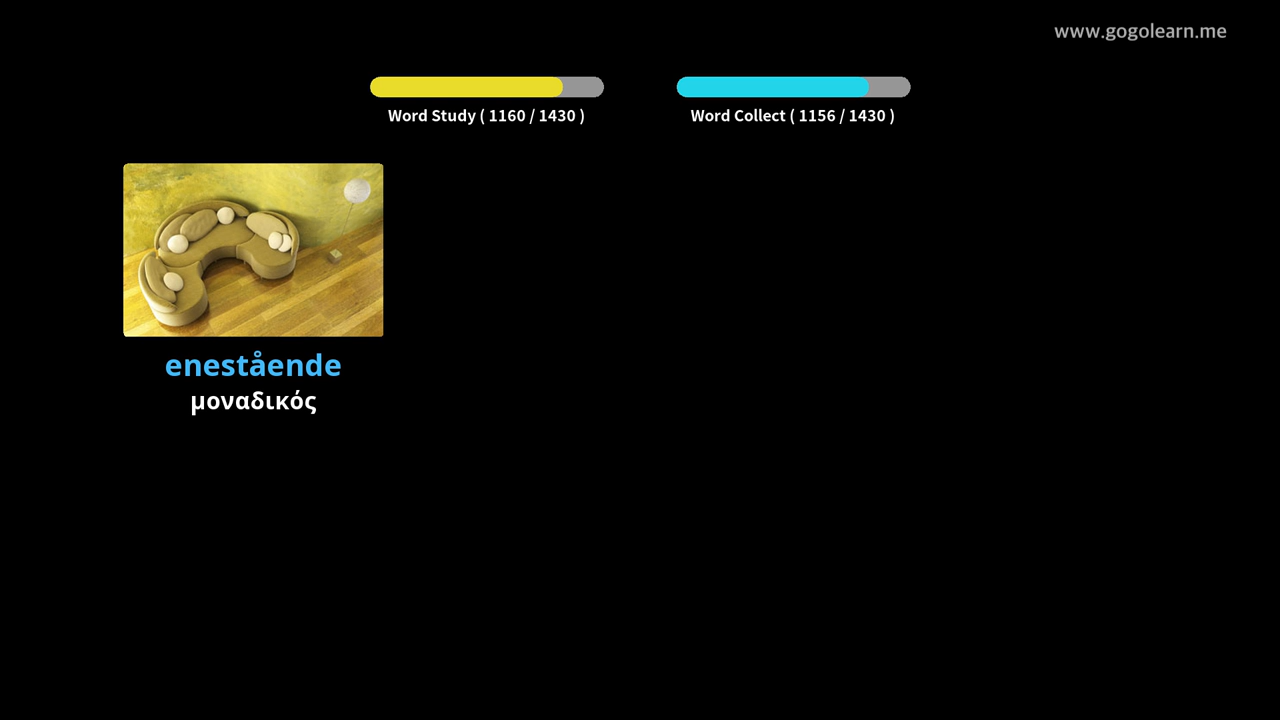 www.gogolearn.me
Word Study ( 1160 / 1430 )
Word Collect ( 1156 / 1430 )
enestående
μοναδικός